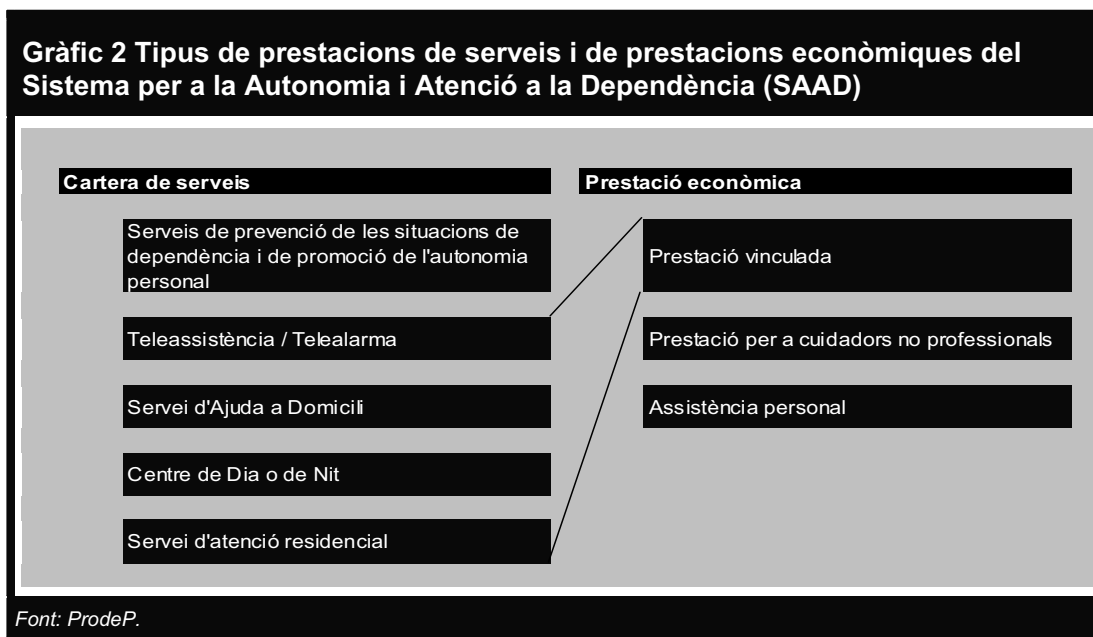 Gràfic 2 Tipus de prestacions de serveis i de prestacions econòmiques del
Sistema per a la Autonomia i Atenció a la Dependència (SAAD)
Cartera de serveis
Serveis de prevenció de les situacions de
dependència i de promoció de l'autonomia
personal
Teleassistència / Telealarma
Servei d'Ajuda a Domicili
Centre de Dia o de Nit
Servei d'atenció residencial
Prestació econòmica
Prestació vinculada
Prestació per a cuidadors no professionals
Assistència personal
Font: ProdeP.